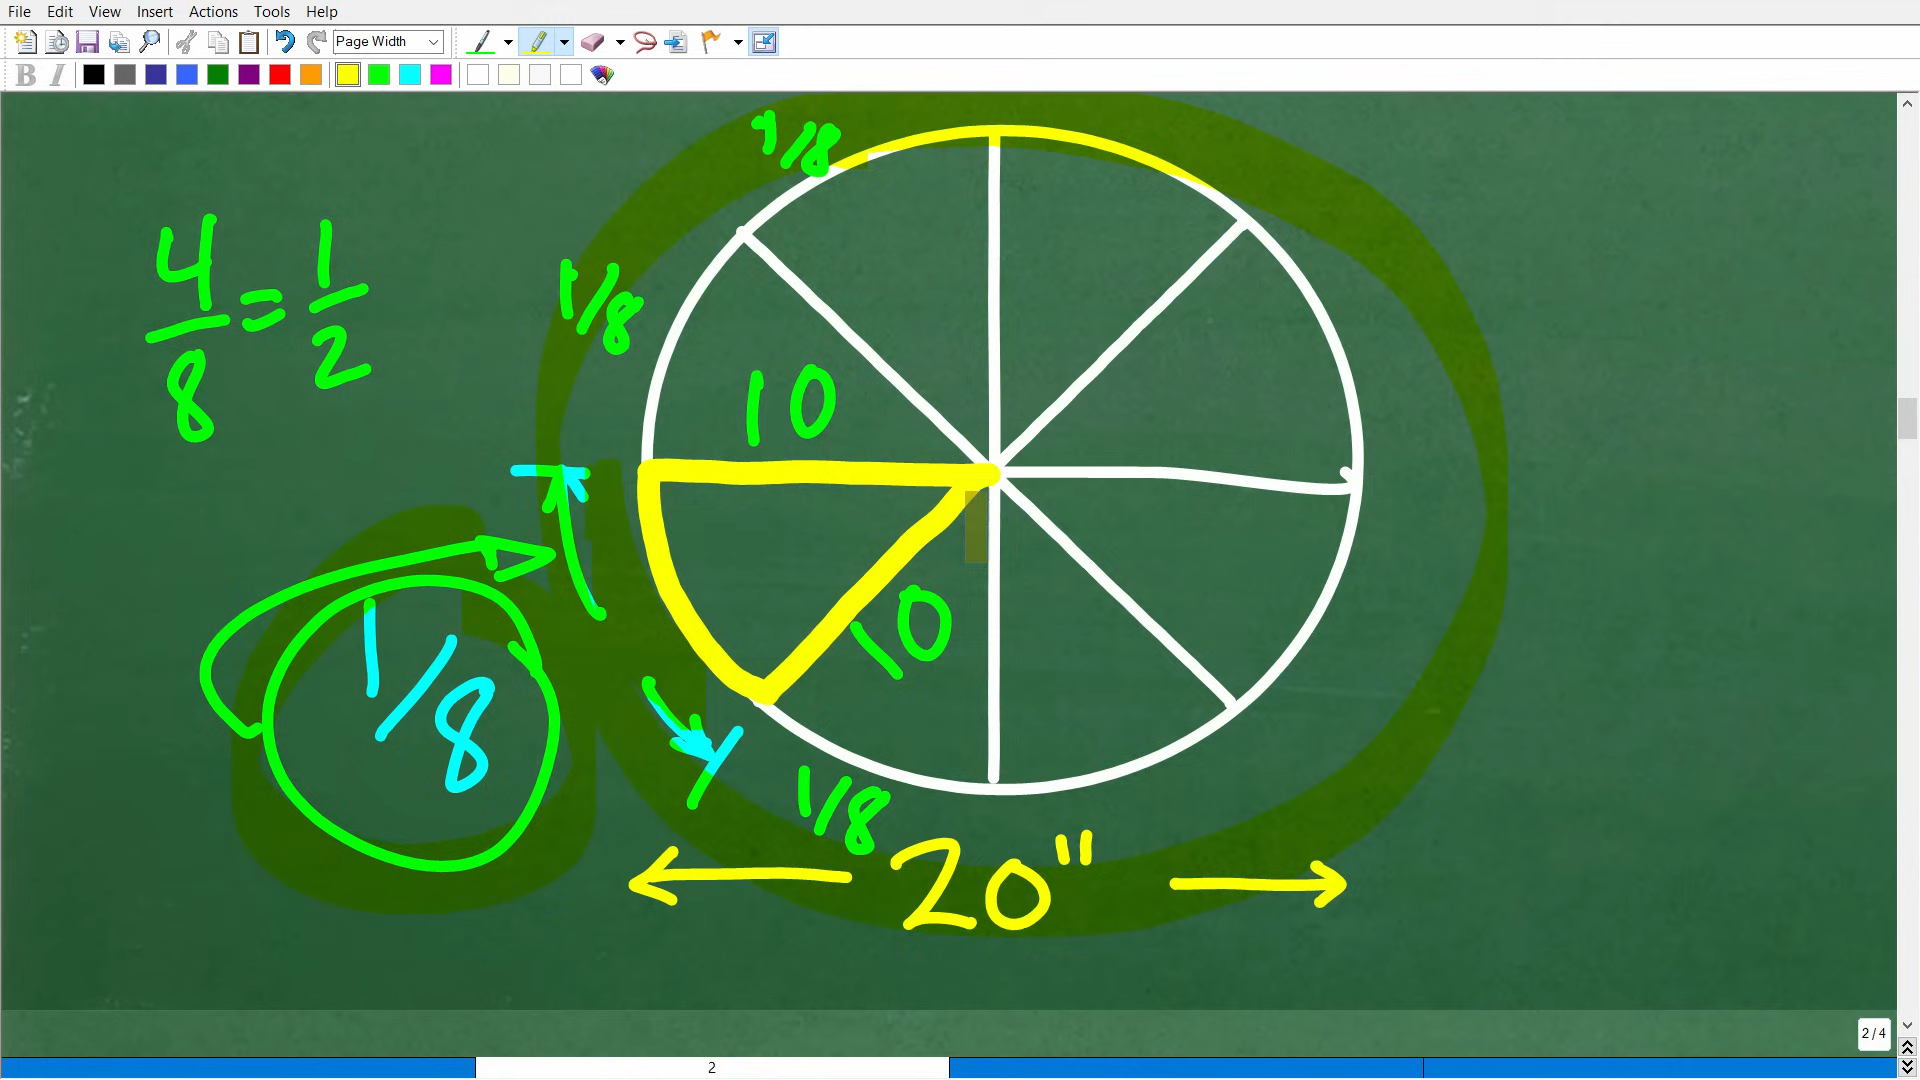 File Edit View Insert Actions Tools Help
Page Width
B I
1/8
4/8 = 1/2
1/8
10
10
1/8
1/8
20"
2/4
2